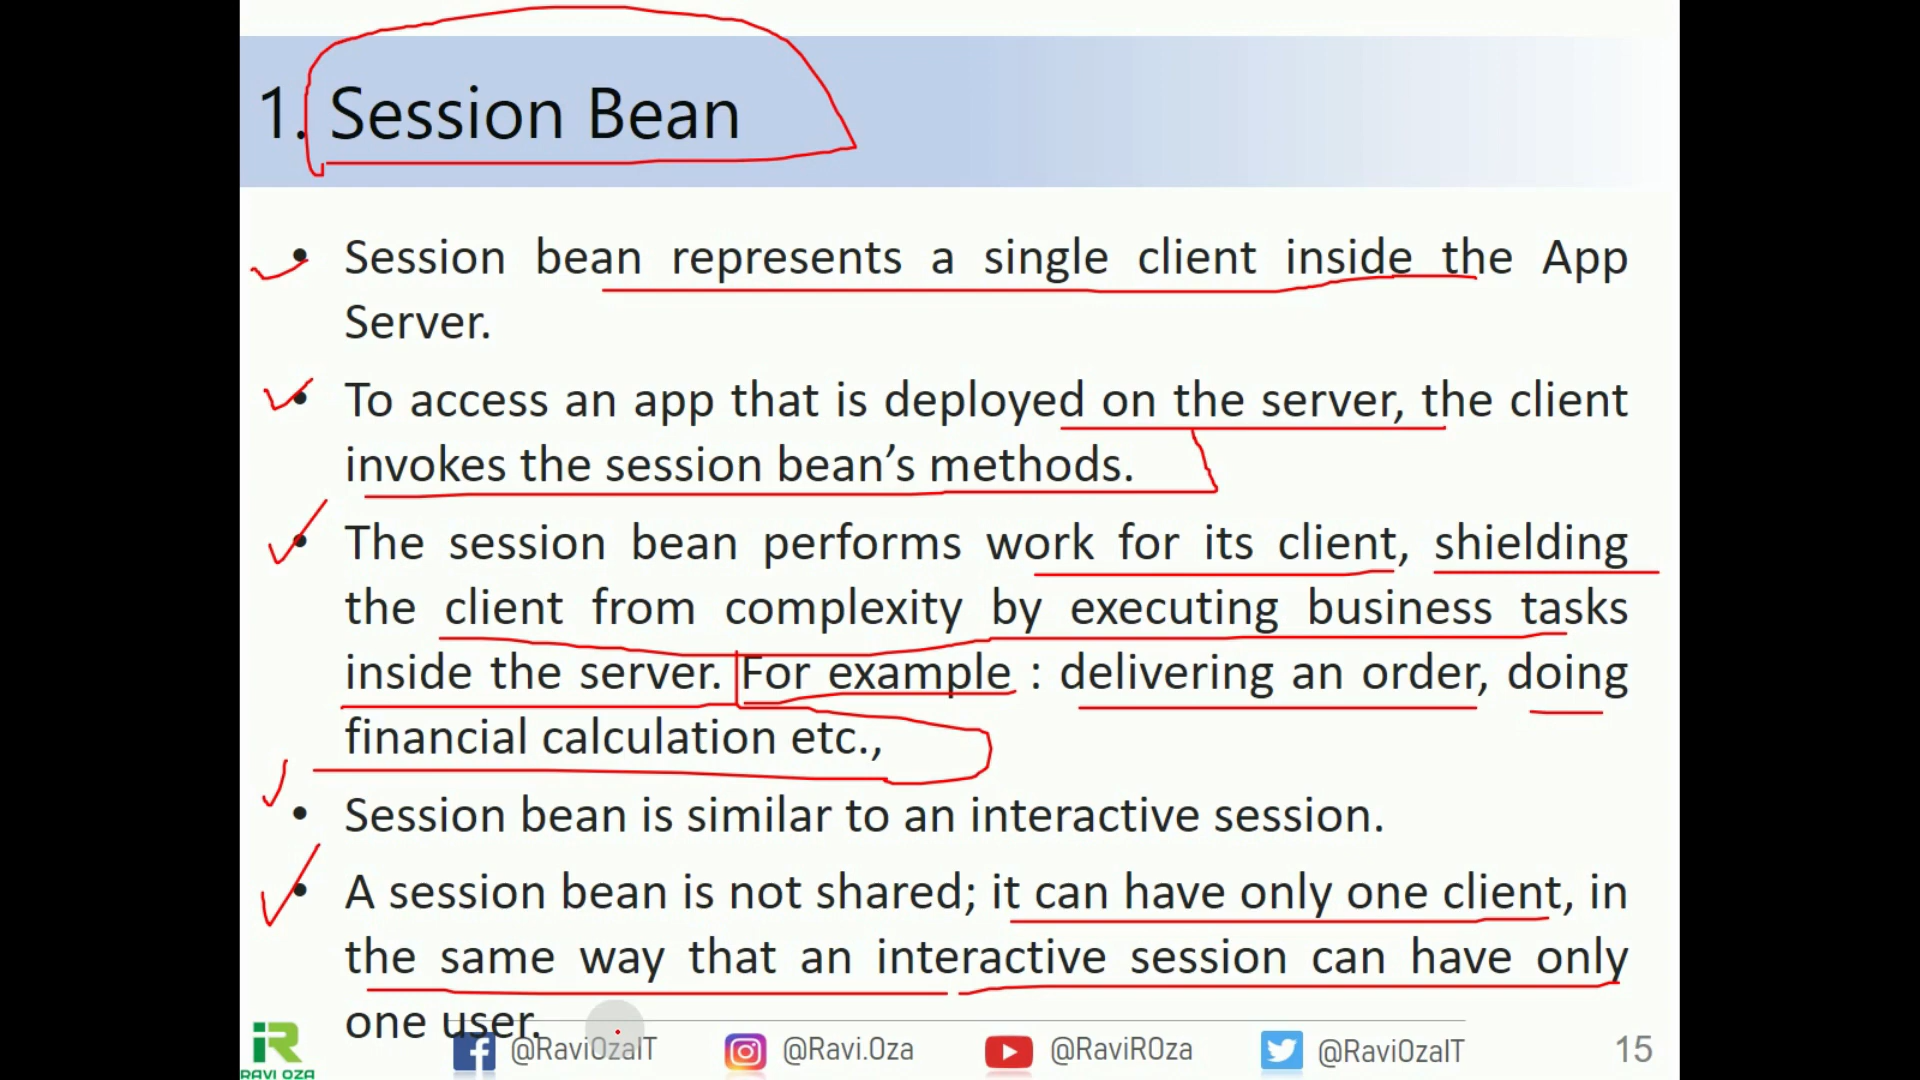 1. Session Bean
• Session bean represents a single client inside the App
Server.
• To access an app that is deployed on the server, the client
invokes the session bean’s methods.
• The session bean performs work for its client, shielding
the client from complexity by executing business tasks
inside the server. For example : delivering an order, doing
financial calculation etc.,
• Session bean is similar to an interactive session.
• A session bean is not shared; it can have only one client, in
the same way that an interactive session can have only
one user.
RAVI OZA
@RaviOzaIT @Ravi.Oza @RaviROza @RaviOzaIT 15